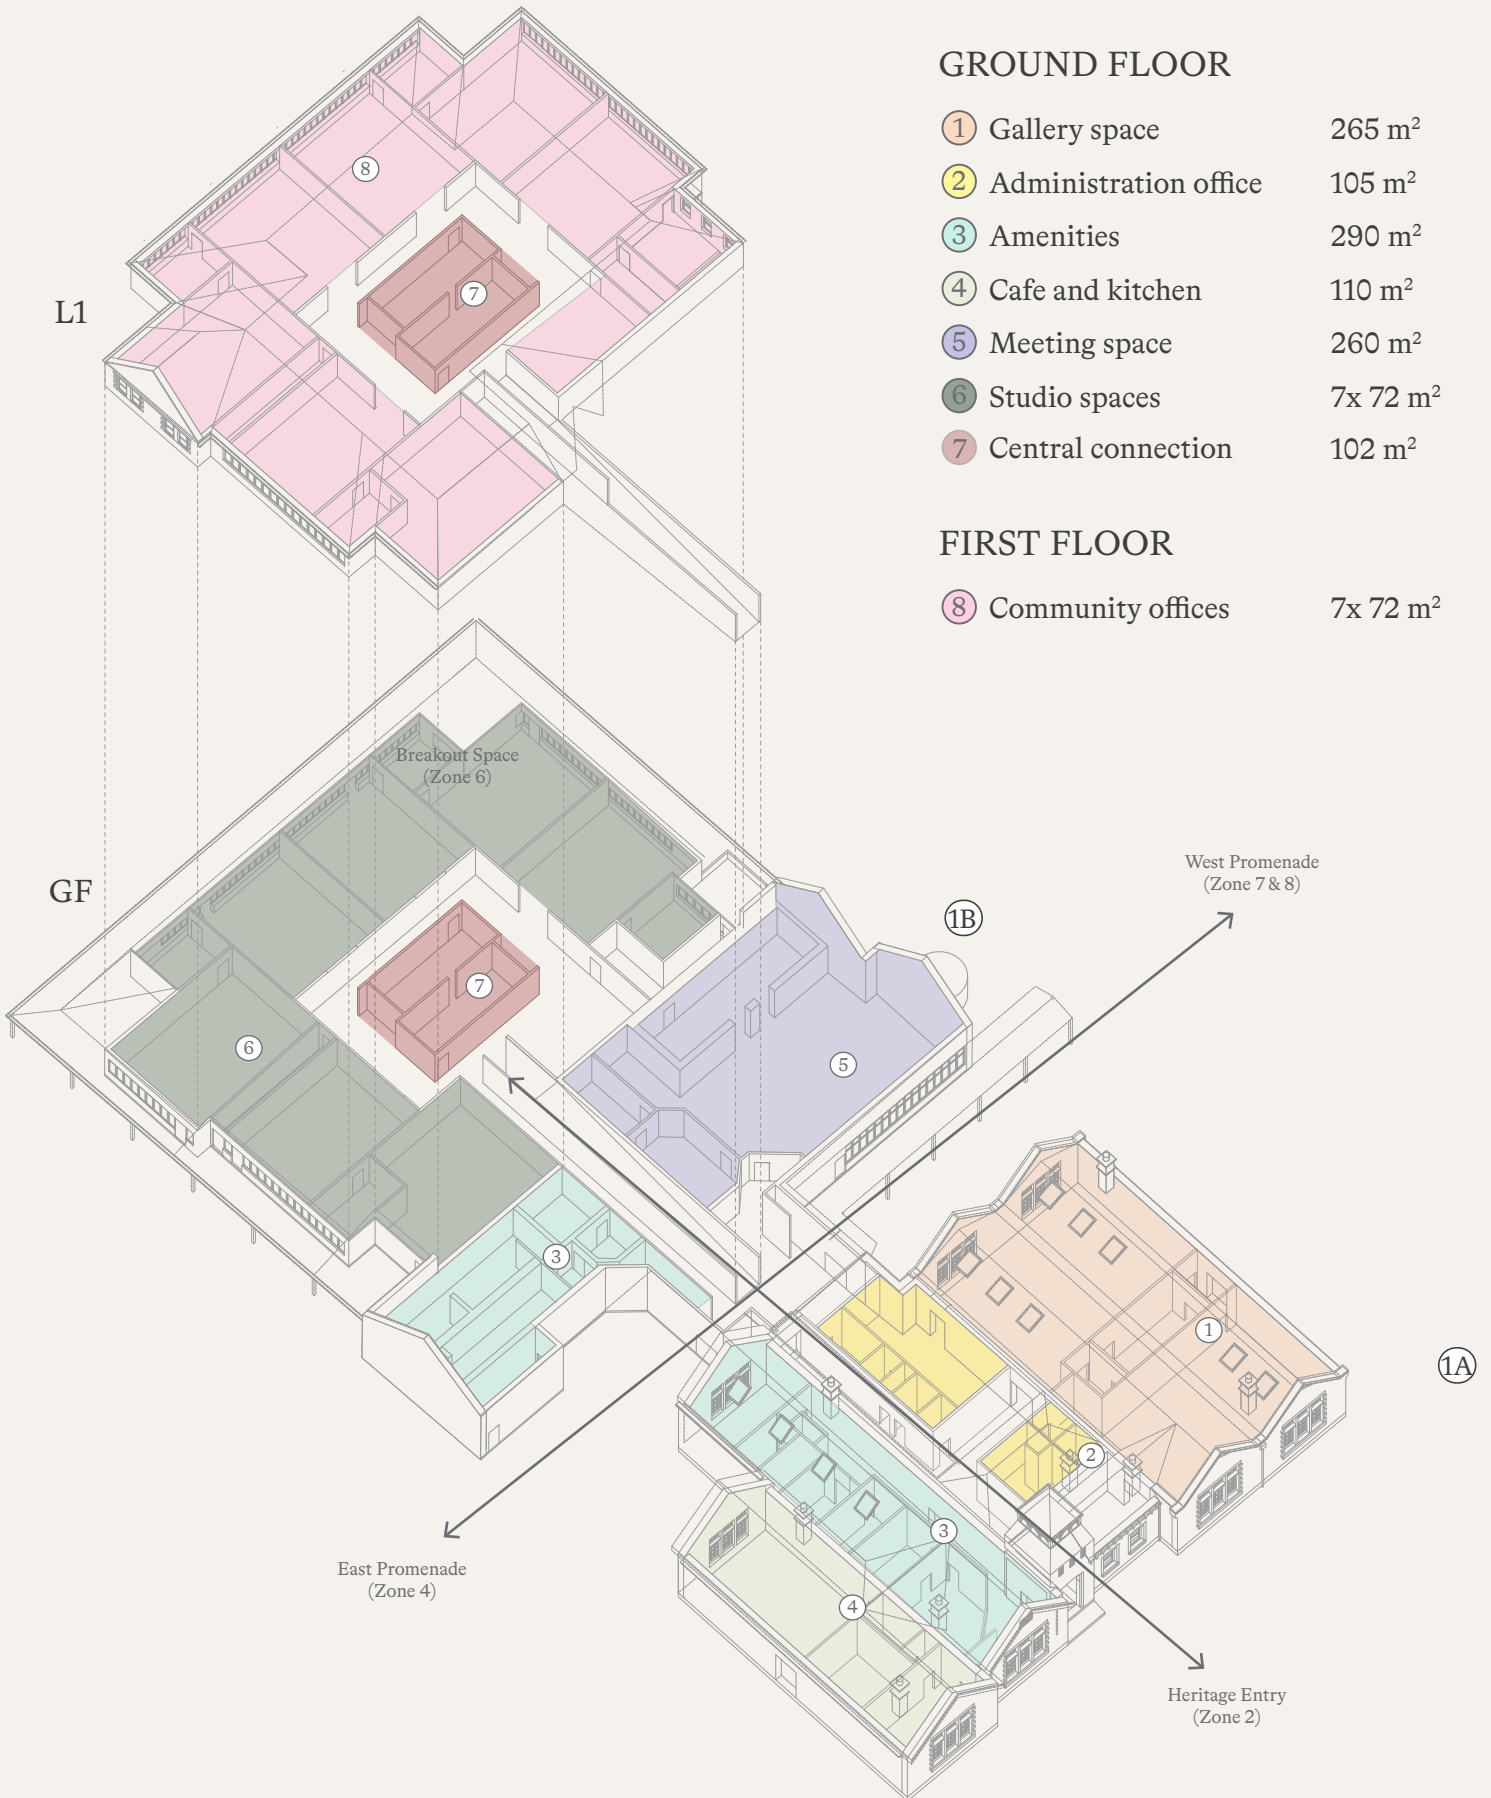 GROUND FLOOR
1 Gallery space 265 m²
2 Administration office 105 m²
3 Amenities 290 m²
4 Cafe and kitchen 110 m²
5 Meeting space 260 m²
6 Studio spaces 7x 72 m²
7 Central connection 102 m²
FIRST FLOOR
8 Community offices 7x 72 m²
8
7
L1
Breakout Space
(Zone 6)
GF
West Promenade
(Zone 7 & 8)
1B
7
6
5
3
1
1A
2
3
4
East Promenade
(Zone 4)
Heritage Entry
(Zone 2)